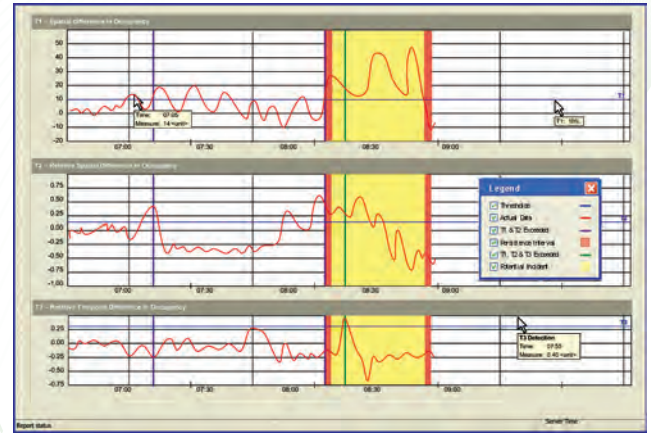 T1 - Spatial Difference In Occupancy
50
40
30
20
10
0
-10
-20
Time: 07:05
Measure: 14 <unit>
T1
T1: 10%
07:00 07:30 08:00 08:30 09:00
T2 - Relative Spatial Difference In Occupancy
0.75
0.50
0.25
0.00
-0.25
-0.50
-0.75
-1.00
T2
Legend
Threshold
Actual Data
T1 & T2 Exceeded
Persistence Interval
T1, T2 & T3 Exceeded
Potential Incident
07:00 07:30 08:00 08:30 09:00
T3 - Relative Temporal Difference In Occupancy
0.25
0.00
-0.25
-0.50
-0.75
T3
T3 Detection
Time: 07:55
Measure: 0.40 <unit>
07:00 07:30 08:00 08:30 09:00
Report status
Server Time